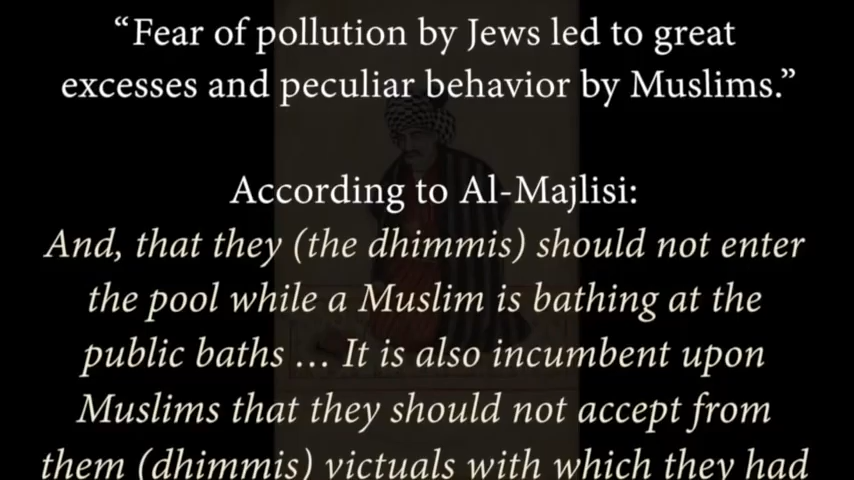 “Fear of pollution by Jews led to great
excesses and peculiar behavior by Muslims.”
According to Al-Majlisi:
And, that they (the dhimmis) should not enter
the pool while a Muslim is bathing at the
public baths ... It is also incumbent upon
Muslims that they should not accept from
them (dhimmis) victuals with which they had